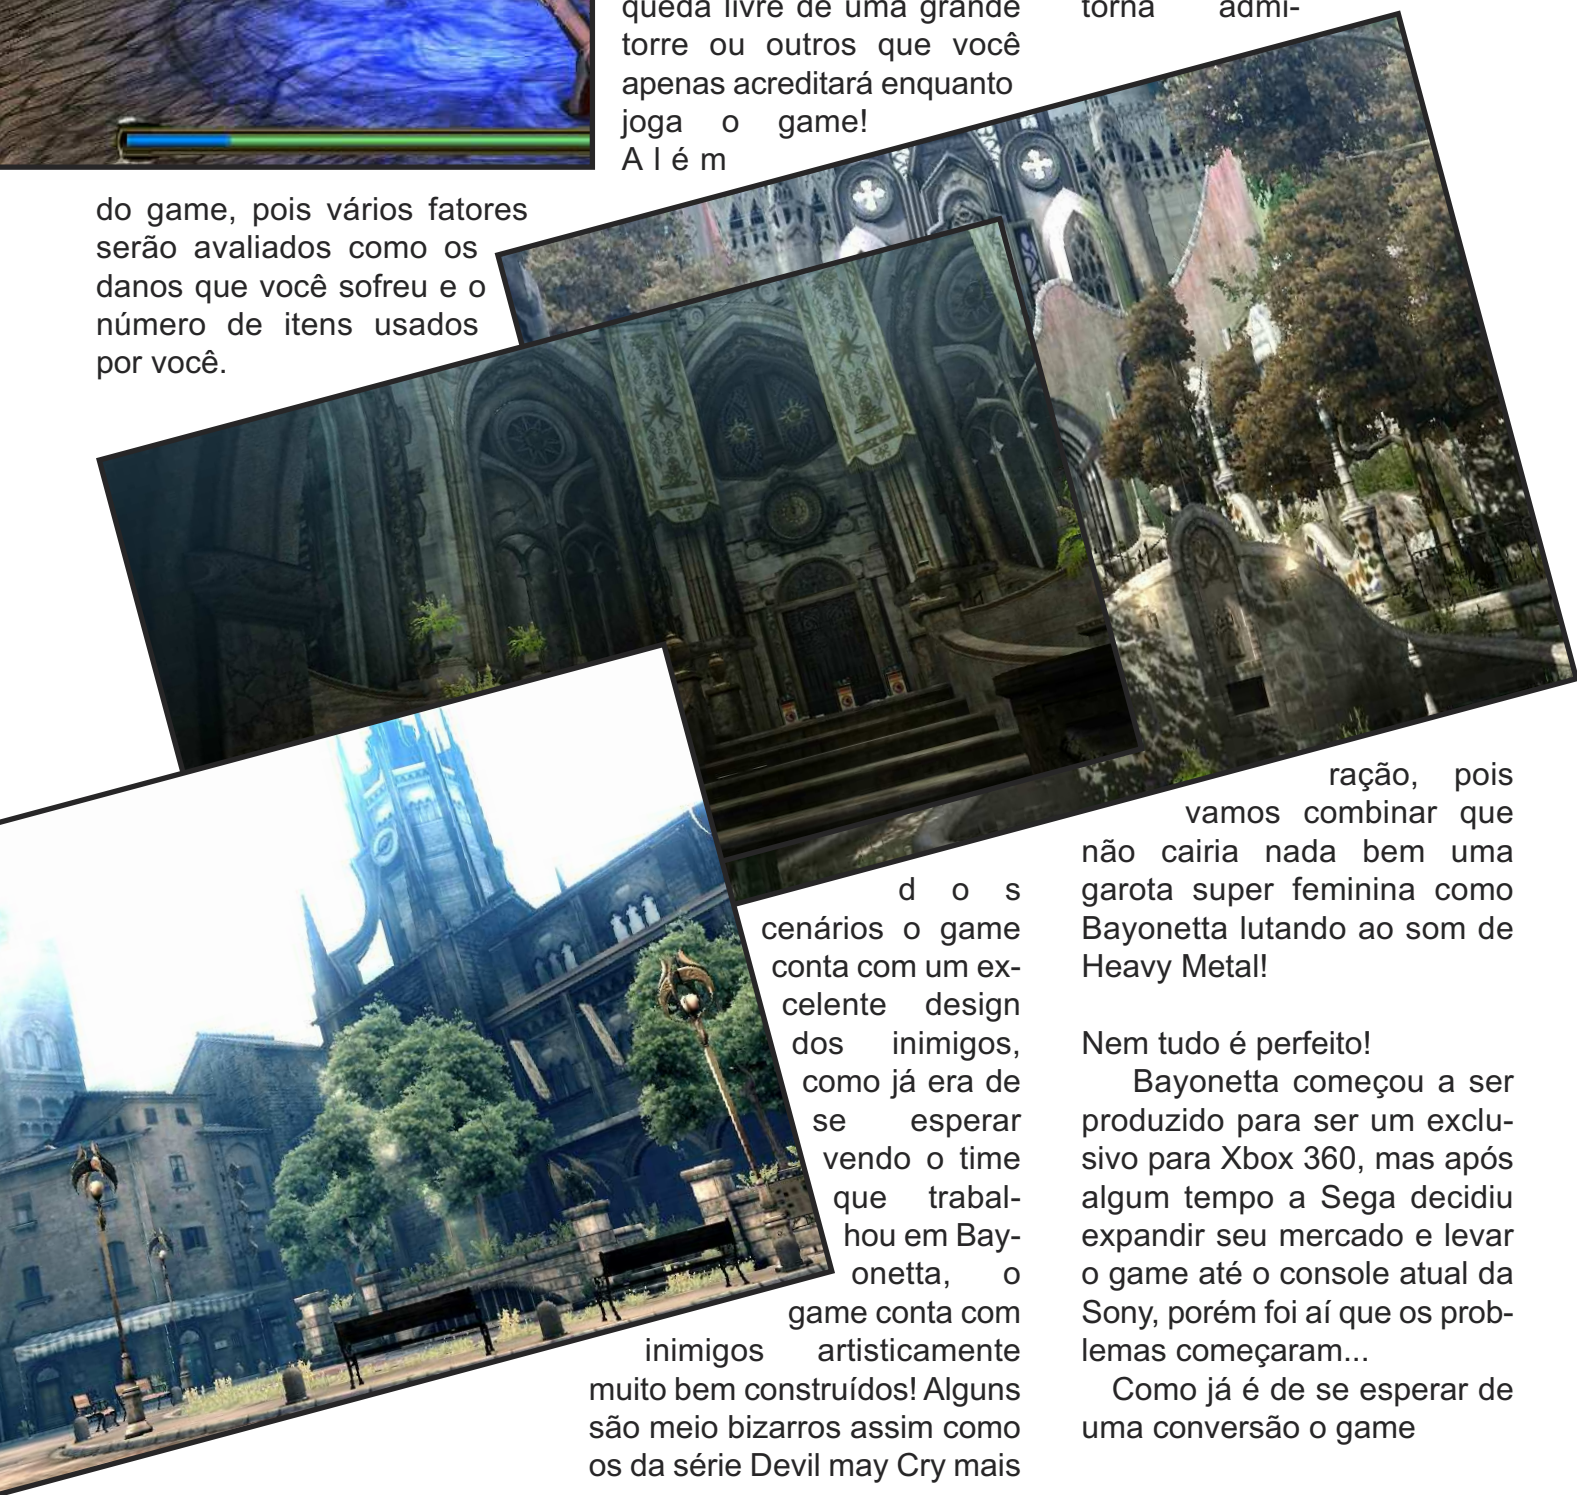 do game, pois vários fatores
serão avaliados como os
danos que você sofreu e o
número de itens usados
por você.
queda livre de uma grande
torre ou outros que você
apenas acreditará enquanto
joga o game!
Além
dos
cenários o game
conta com um ex-
celente design
dos inimigos,
como já era de
se esperar
vendo o time
que trabal-
hou em Bay-
onetta, o
game conta com
inimigos artisticamente
muito bem construídos! Alguns
são meio bizarros assim como
os da série Devil may Cry mais
torna admi-
ração, pois
vamos combinar que
não cairia nada bem uma
garota super feminina como
Bayonetta lutando ao som de
Heavy Metal!
Nem tudo é perfeito!
Bayonetta começou a ser
produzido para ser um exclu-
sivo para Xbox 360, mas após
algum tempo a Sega decidiu
expandir seu mercado e levar
o game até o console atual da
Sony, porém foi aí que os prob-
lemas começaram...
Como já é de se esperar de
uma conversão o game